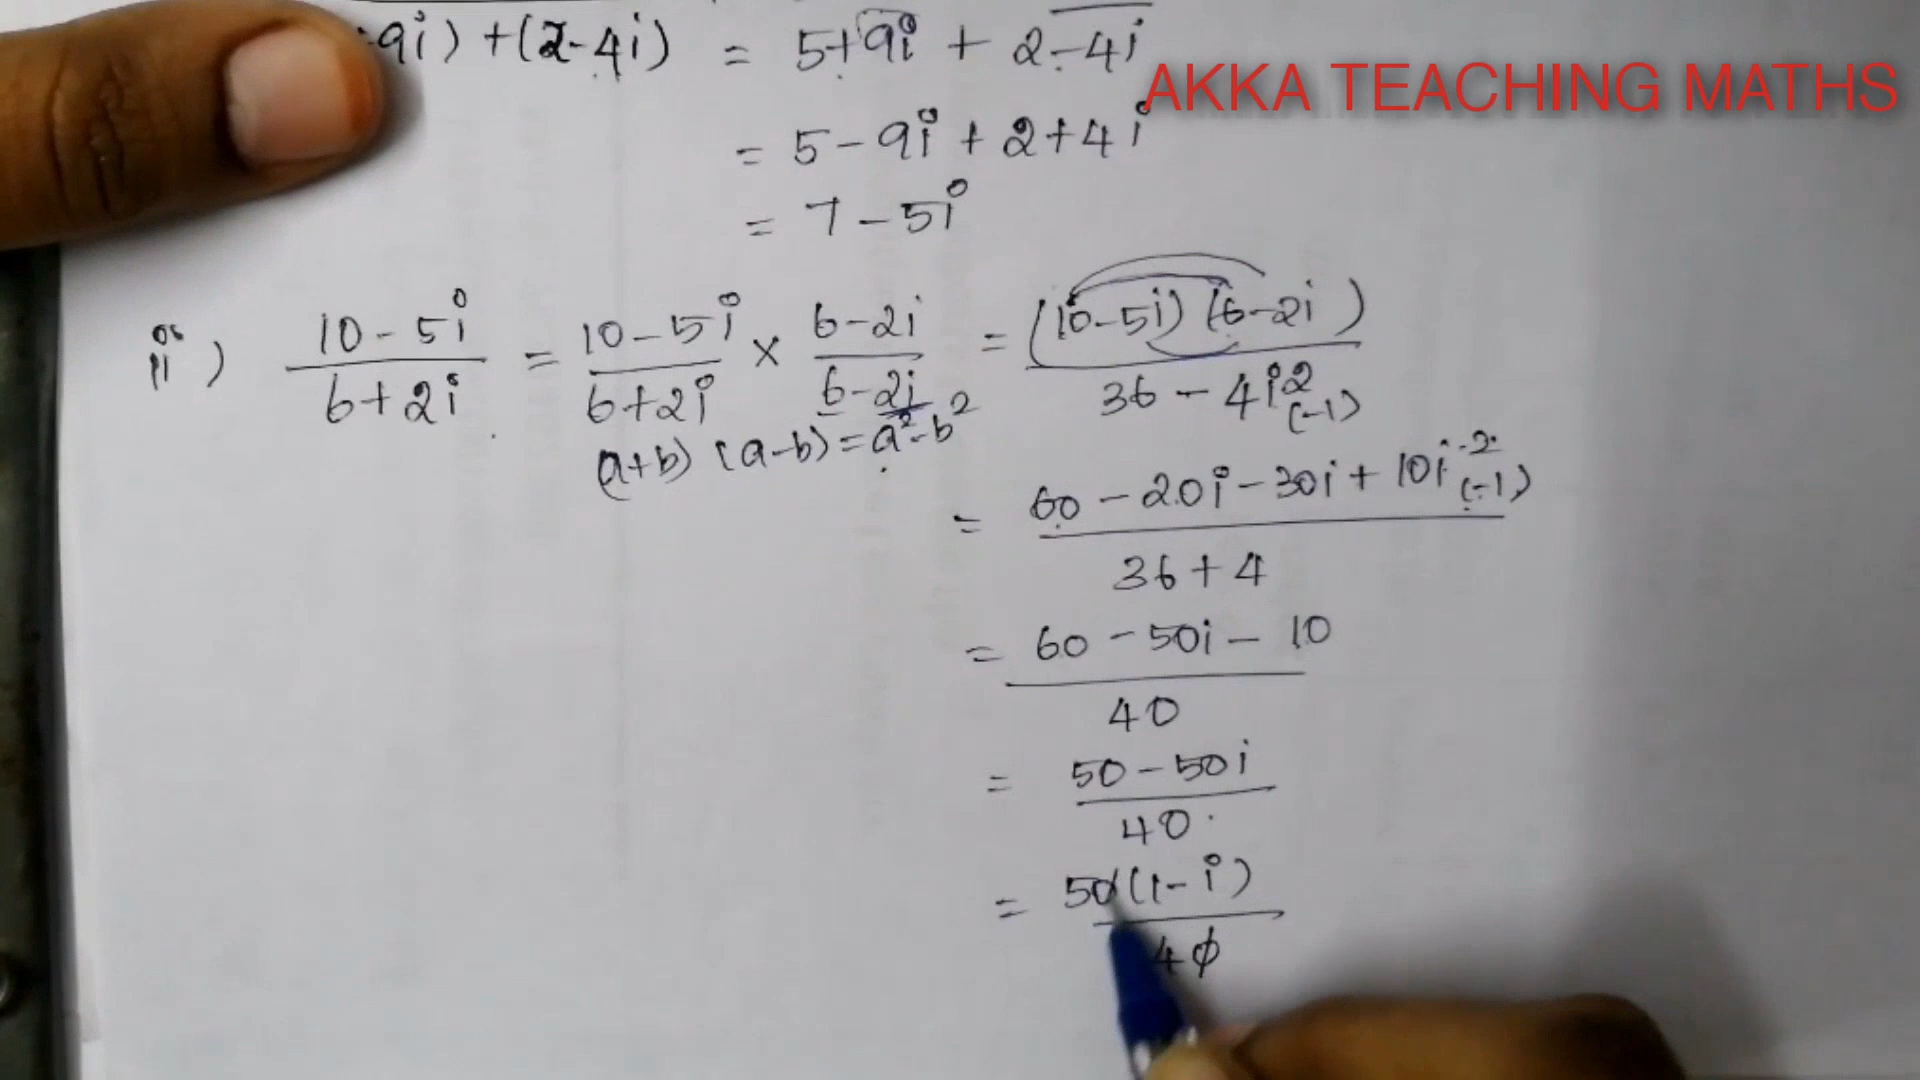 9i) + (2-4i) = 5+9i + 2-4i
AKKA TEACHING MATHS
= 5 - 9i + 2 + 4i
= 7 - 5i
ii) (10 - 5i)/(6 + 2i) = (10 - 5i)/(6 + 2i) × (6 - 2i)/(6 - 2i) = (10 - 5i)(6 - 2i)/(36 - 4i² (-1))
(a+b) (a-b) = a² - b²
= (60 - 20i - 30i + 10i² (-1))/(36 + 4)
= (60 - 50i - 10)/40
= (50 - 50i)/40
= 50(1 - i)/40